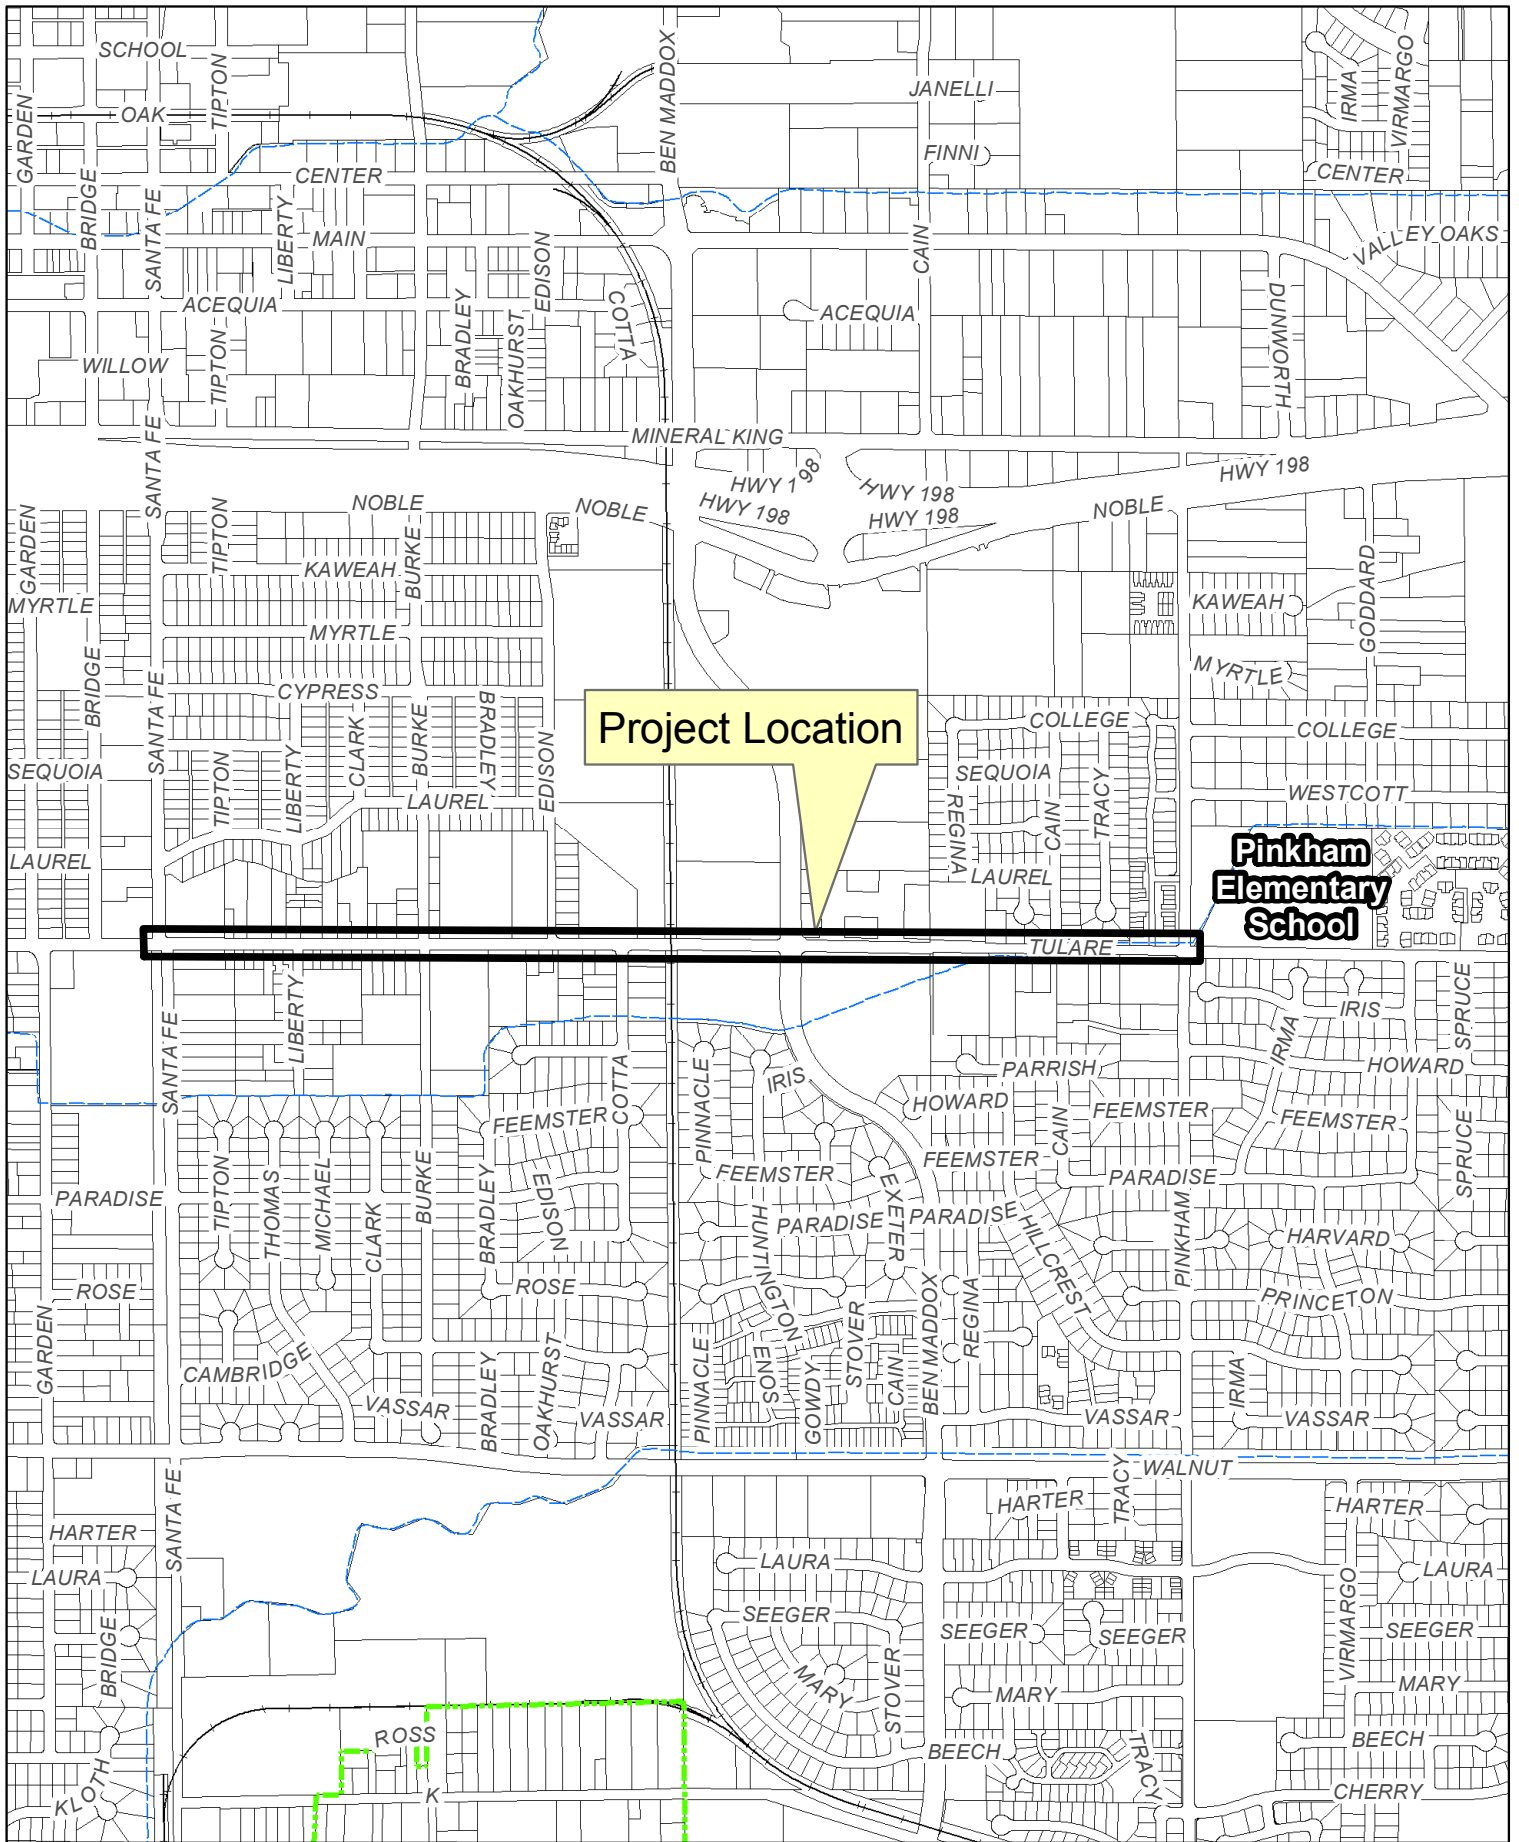 SCHOOL
OAK
TIPTON
GARDEN
BRIDGE
SANTA FE
CENTER
LIBERTY
MAIN
ACEQUIA
WILLOW
TIPTON
BRADLEY
OAKHURST
EDISON
COTTA
BEN MADDOX
JANELLI
FINNI
CAIN
ACEQUIA
IRMA
VIRMARGO
CENTER
VALLEY OAKS
DUNWORTH
MINERAL KING
HWY 198
HWY 198
HWY 198
HWY 198
HWY 198
SANTA FE
GARDEN
TIPTON
NOBLE
BURKE
NOBLE
NOBLE
KAWEAH
MYRTLE
MYRTLE
KAWEAH
GODDARD
MYRTLE
BRIDGE
SANTA FE
CYPRESS
CLARK
BURKE
BRADLEY
EDISON
Project Location
COLLEGE
COLLEGE
SEQUOIA
TIPTON
LIBERTY
LAUREL
SEQUOIA
REGINA
CAIN
TRACY
WESTCOTT
LAUREL
LAUREL
Pinkham
Elementary
School
TULARE
SANTA FE
LIBERTY
COTTA
PINNACLE
IRIS
PARRISH
HOWARD
CAIN
FEEMSTER
IRMA
IRIS
SPRUCE
HOWARD
FEEMSTER
FEEMSTER
FEEMSTER
FEEMSTER
PARADISE
TIPTON
THOMAS
MICHAEL
CLARK
BURKE
BRADLEY
EDISON
HUNTINGTON
PARADISE
EXETER
PARADISE
HILLCREST
PARADISE
PINKHAM
SPRUCE
HARVARD
ROSE
ROSE
PRINCETON
GARDEN
CAMBRIDGE
VASSAR
BRADLEY
OAKHURST
VASSAR
PINNACLE
ENOS
GOWDY
STOVER
CAIN
BEN MADDOX
REGINA
VASSAR
IRMA
VASSAR
WALNUT
SANTA FE
HARTER
LAURA
BRIDGE
HARTER
TRACY
HARTER
LAURA
LAURA
VIRMARGO
SEEGER
SEEGER
SEEGER
SEEGER
MARY
STOVER
MARY
MARY
ROSS
BEECH
TRACY
BEECH
KLOTH
K
CHERRY